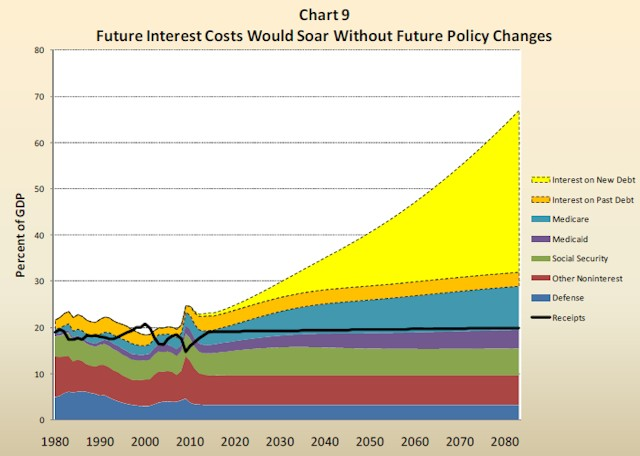 Chart 9
Future Interest Costs Would Soar Without Future Policy Changes
Percent of GDP
80
70
60
50
40
30
20
10
0
1980 1990 2000 2010 2020 2030 2040 2050 2060 2070 2080
Interest on New Debt
Interest on Past Debt
Medicare
Medicaid
Social Security
Other Noninterest
Defense
Receipts